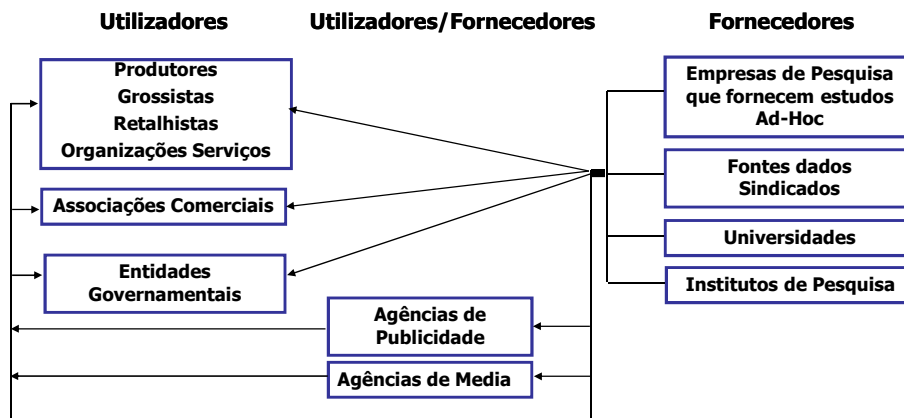 Utilizadores
Utilizadores/Fornecedores
Fornecedores
Produtores
Grossistas
Retalhistas
Organizações Serviços
Associações Comerciais
Entidades
Governamentais
Agências de
Publicidade
Agências de Media
Empresas de Pesquisa
que fornecem estudos
Ad-Hoc
Fontes dados
Sindicados
Universidades
Institutos de Pesquisa